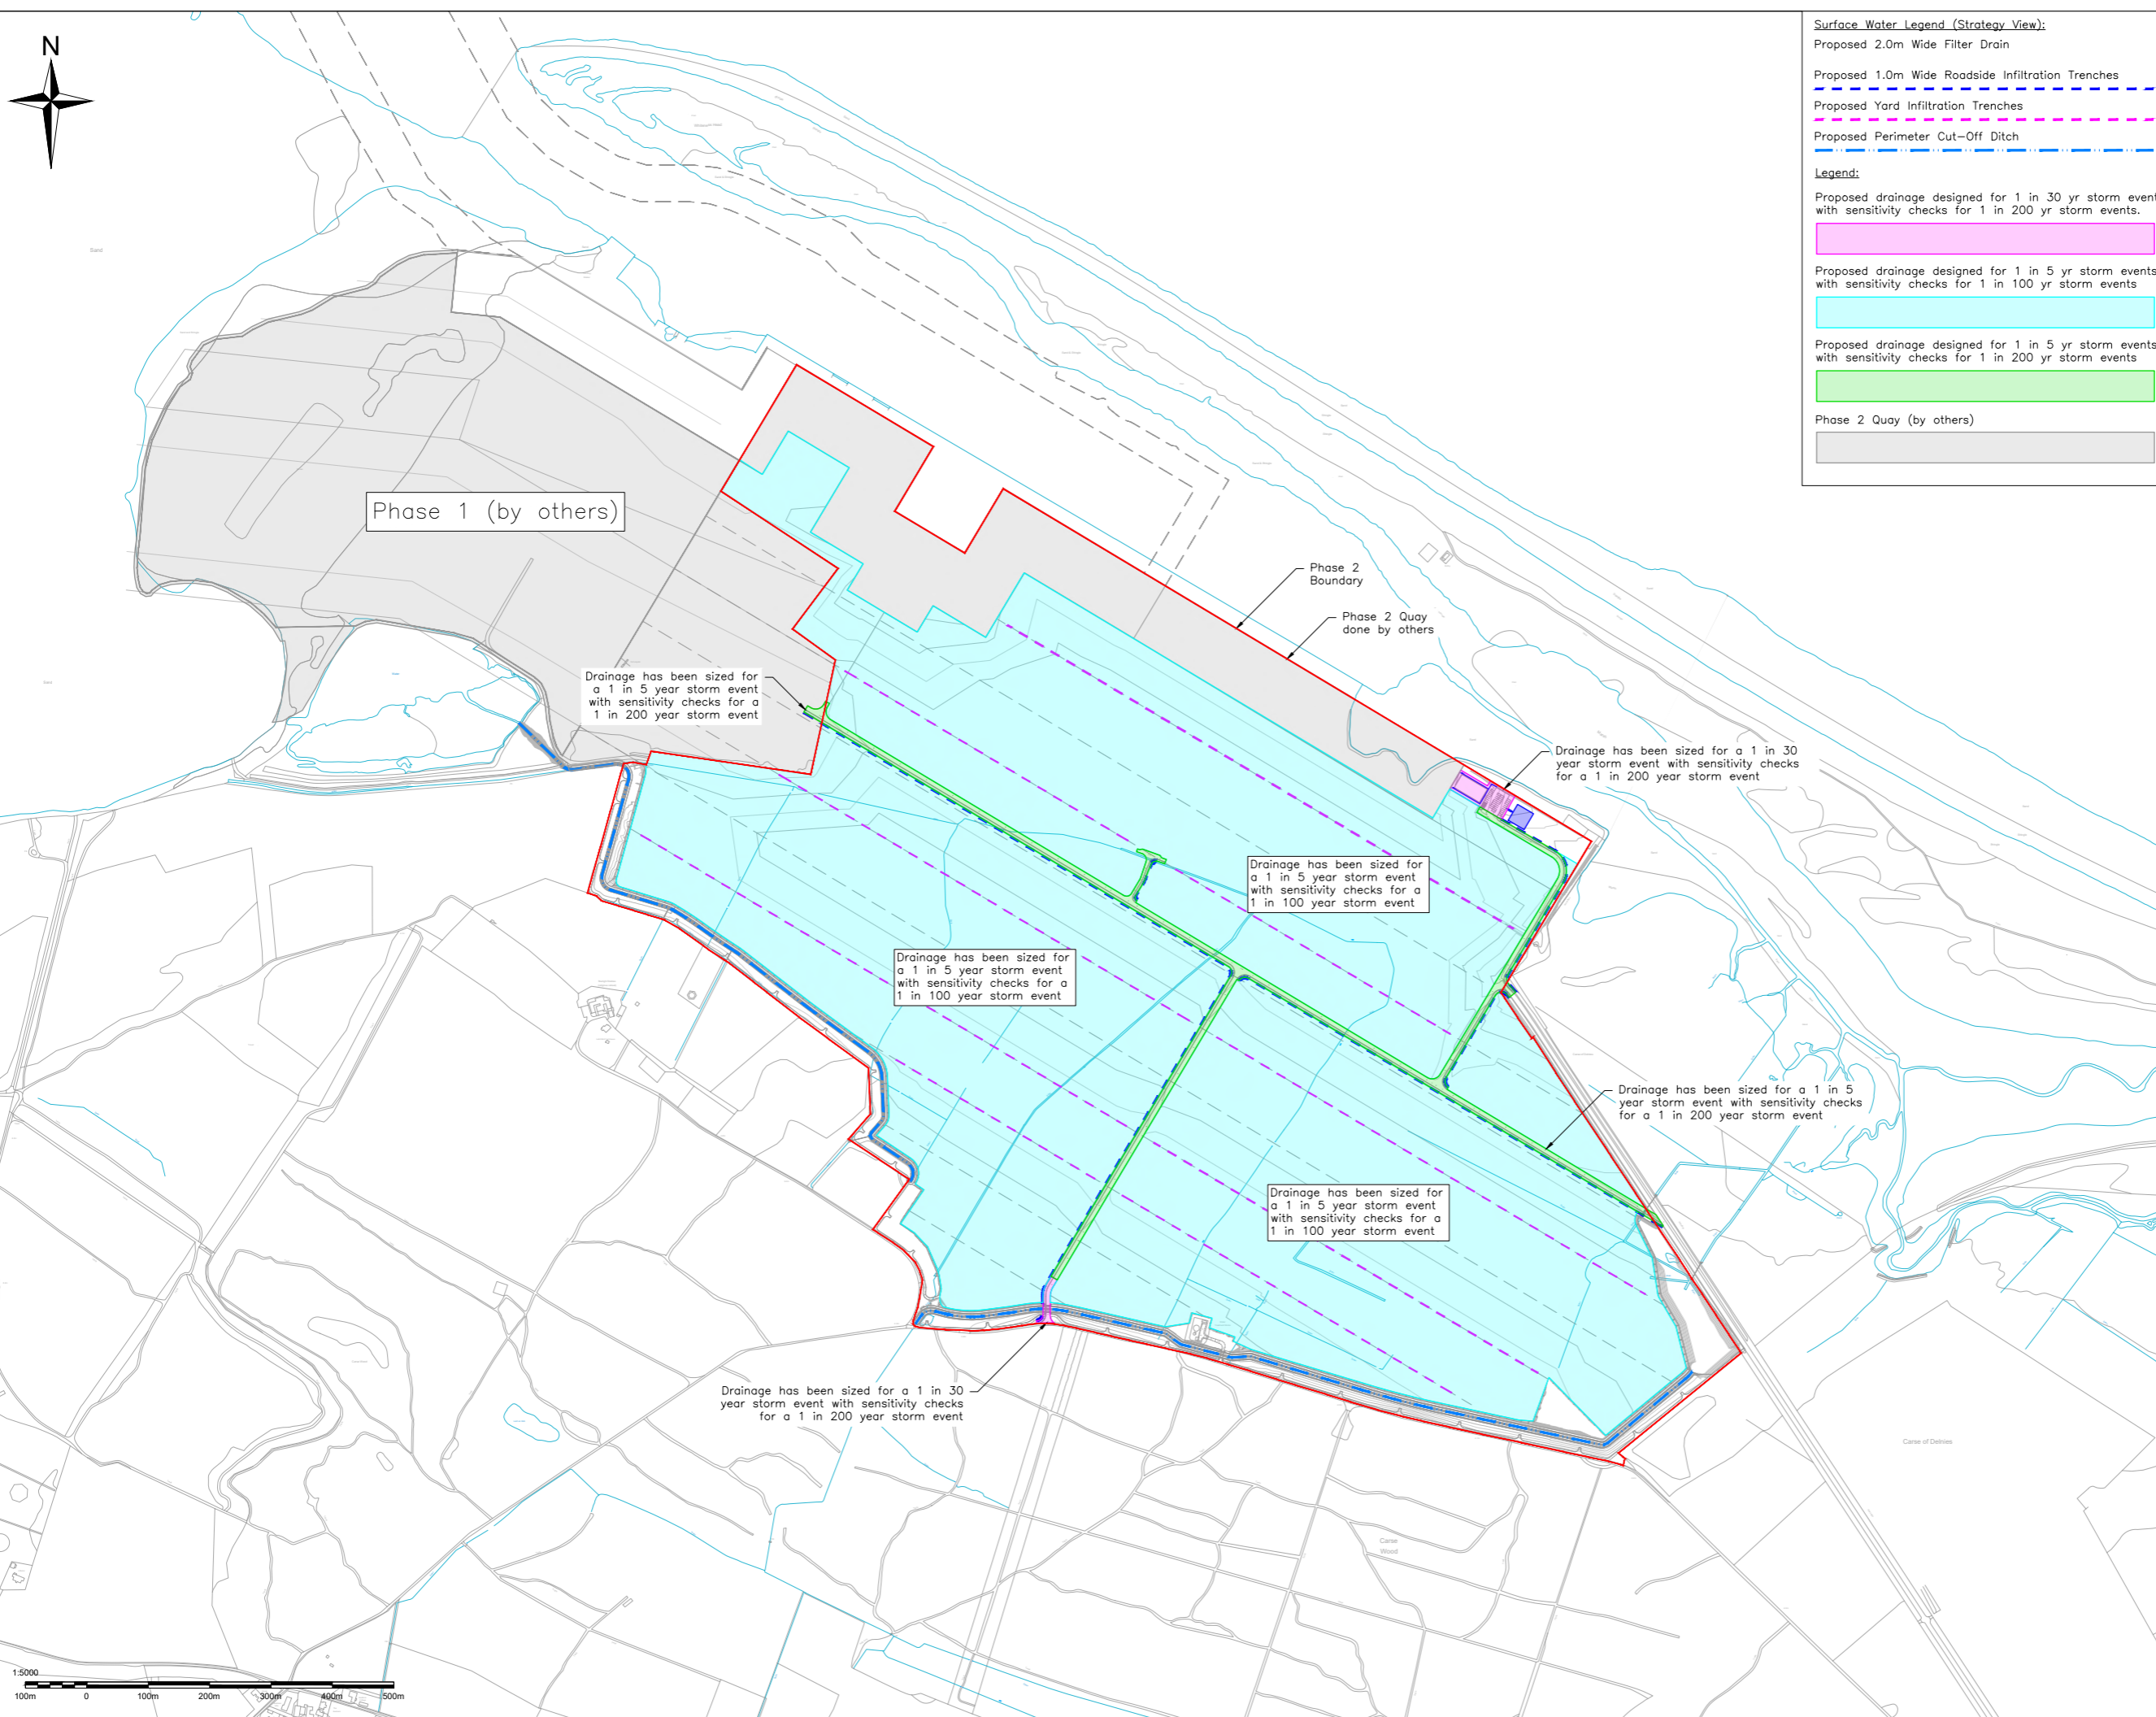 N
Surface Water Legend (Strategy View):
Proposed 2.0m Wide Filter Drain
Proposed 1.0m Wide Roadside Infiltration Trenches
Proposed Yard Infiltration Trenches
Proposed Perimeter Cut-Off Ditch
Legend:
Proposed drainage designed for 1 in 30 yr storm event
with sensitivity checks for 1 in 200 yr storm events.
Proposed drainage designed for 1 in 5 yr storm events
with sensitivity checks for 1 in 100 yr storm events
Proposed drainage designed for 1 in 5 yr storm events
with sensitivity checks for 1 in 200 yr storm events
Phase 2 Quay (by others)
Sand
Phase 1 (by others)
Phase 2
Boundary
Phase 2 Quay
done by others
Drainage has been sized for
a 1 in 5 year storm event
with sensitivity checks for a
1 in 200 year storm event
Drainage has been sized for a 1 in 30
year storm event with sensitivity checks
for a 1 in 200 year storm event
Drainage has been sized for
a 1 in 5 year storm event
with sensitivity checks for a
1 in 100 year storm event
Drainage has been sized for
a 1 in 5 year storm event
with sensitivity checks for a
1 in 100 year storm event
Drainage has been sized for a 1 in 5
year storm event with sensitivity checks
for a 1 in 200 year storm event
Drainage has been sized for
a 1 in 5 year storm event
with sensitivity checks for a
1 in 100 year storm event
Drainage has been sized for a 1 in 30
year storm event with sensitivity checks
for a 1 in 200 year storm event
Carse of Delnies
Carse
Wood
1:5000
100m 0 100m 200m 300m 400m 500m